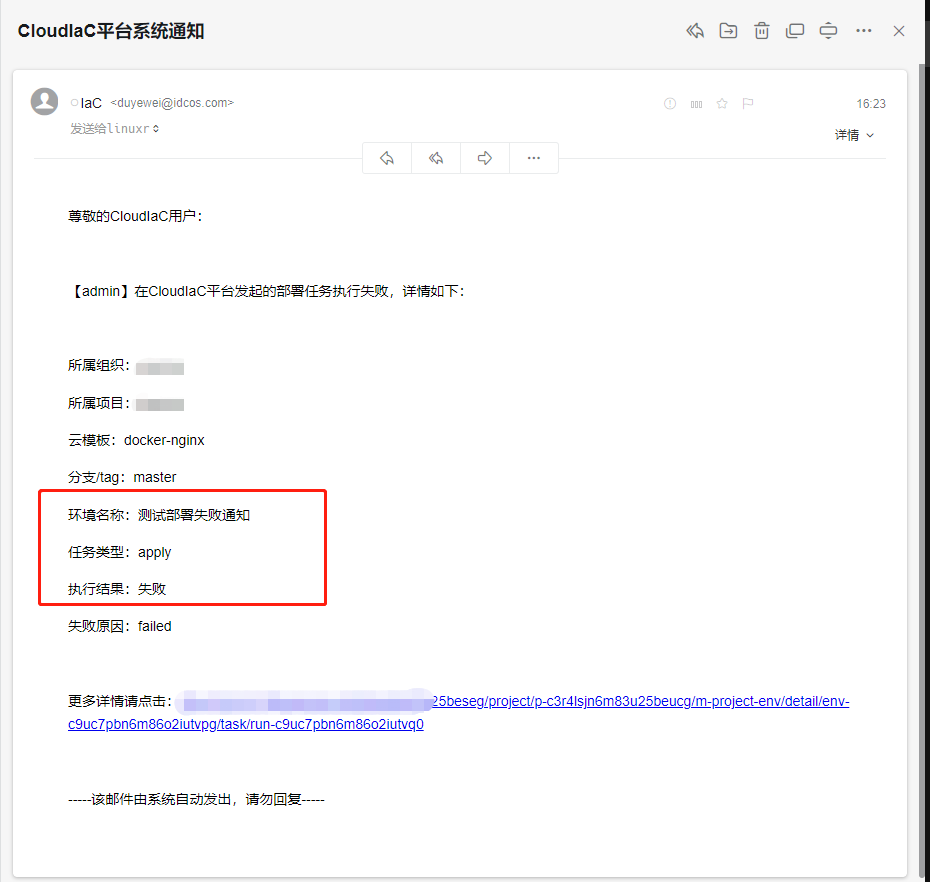 CloudIaC平台系统通知
IaC <duyewei@idcos.com>
16:23
发送给linuxr
详情
尊敬的CloudIaC用户：
【admin】在CloudIaC平台发起的部署任务执行失败，详情如下：
所属组织：
所属项目：
云模板：docker-nginx
分支/tag：master
环境名称：测试部署失败通知
任务类型：apply
执行结果：失败
失败原因：failed
更多详情请点击：25beseg/project/p-c3r4lsjn6m83u25beucg/m-project-env/detail/env-
c9uc7pbn6m86o2iutvpg/task/run-c9uc7pbn6m86o2iutvq0
-----该邮件由系统自动发出，请勿回复-----